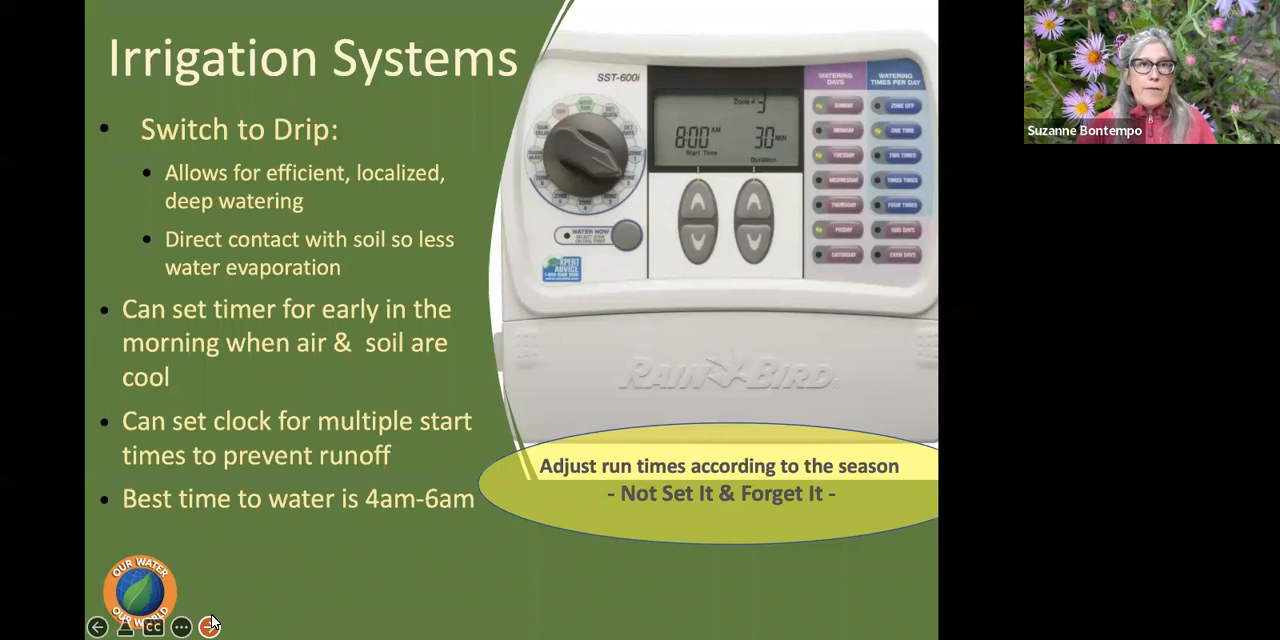 Irrigation Systems
• Switch to Drip:
• Allows for efficient, localized,
deep watering
• Direct contact with soil so less
water evaporation
• Can set timer for early in the
morning when air & soil are
cool
• Can set clock for multiple start
times to prevent runoff
• Best time to water is 4am-6am
SST-600i
Zone # 3
8:00 AM 30 MIN
Start Time Duration
WATER NOW
WATERING
DAYS
SUNDAY
MONDAY
TUESDAY
WEDNESDAY
THURSDAY
FRIDAY
SATURDAY
WATERING
TIMES PER DAY
ZONE OFF
ONE TIME
TWO TIMES
THREE TIMES
FOUR TIMES
ODD DAYS
EVEN DAYS
XPERT
ADVICE
RAIN BIRD
Adjust run times according to the season
- Not Set It & Forget It -
OUR WATER
OUR WORLD
CC
Suzanne Bontempo